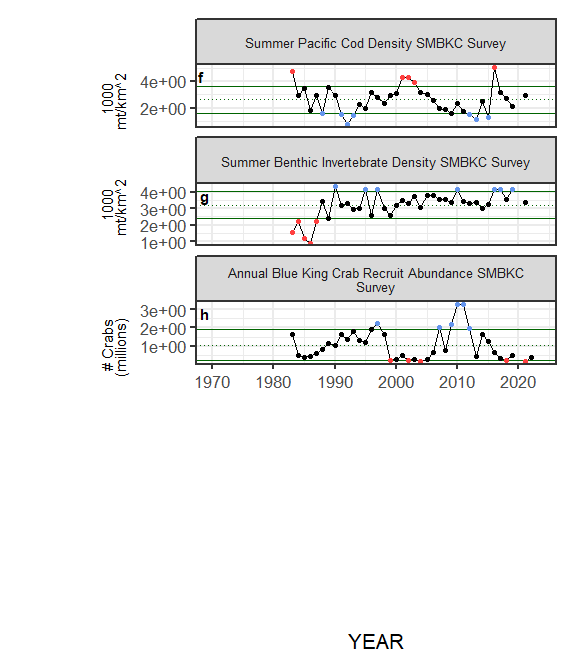 Summer Pacific Cod Density SMBKC Survey
1000
mt/km^2
4e+00
2e+00
f
Summer Benthic Invertebrate Density SMBKC Survey
1000
mt/km^2
4e+00
3e+00
2e+00
1e+00
g
Annual Blue King Crab Recruit Abundance SMBKC
Survey
# Crabs
(millions)
3e+00
2e+00
1e+00
h
1970 1980 1990 2000 2010 2020
YEAR